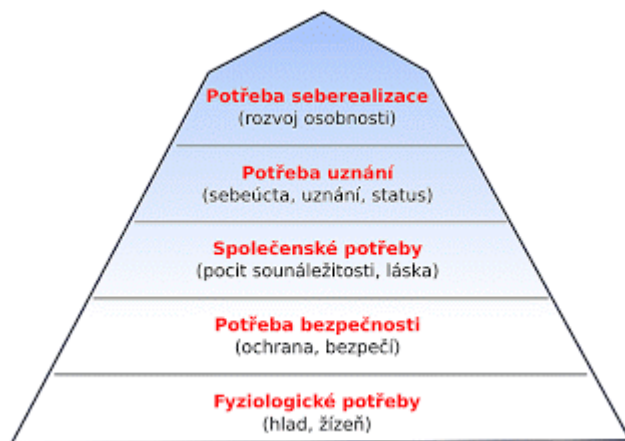 Potřeba seberealizace
(rozvoj osobnosti)
Potřeba uznání
(sebeúcta, uznání, status)
Společenské potřeby
(pocit sounáležitosti, láska)
Potřeba bezpečnosti
(ochrana, bezpečí)
Fyziologické potřeby
(hlad, žízeň)